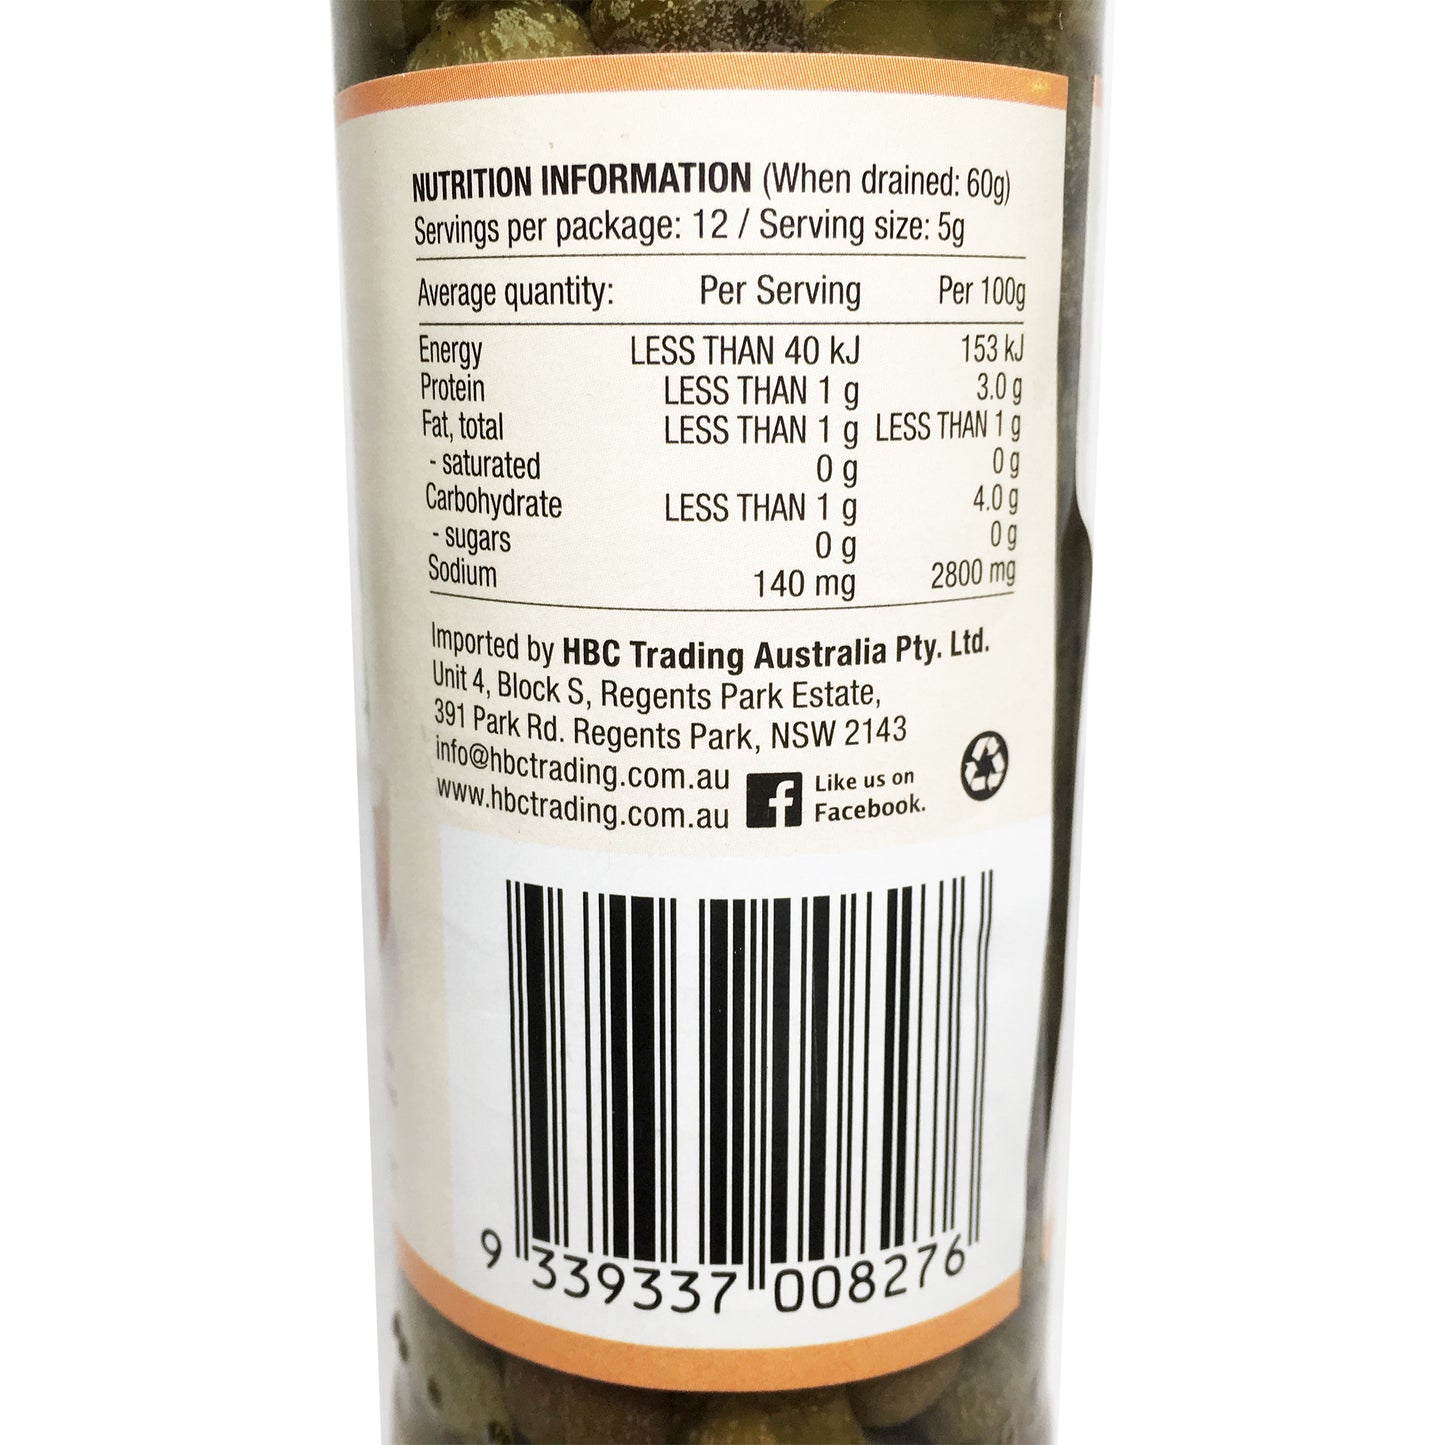 NUTRITION INFORMATION (When drained: 60g)
Servings per package: 12 / Serving size: 5g
Average quantity: Per Serving Per 100g
Energy LESS THAN 40 kJ 153 kJ
Protein LESS THAN 1 g 3.0 g
Fat, total LESS THAN 1 g LESS THAN 1 g
- saturated 0 g 0 g
Carbohydrate LESS THAN 1 g 4.0 g
- sugars 0 g 0 g
Sodium 140 mg 2800 mg
Imported by HBC Trading Australia Pty. Ltd.
Unit 4, Block S, Regents Park Estate,
391 Park Rd. Regents Park, NSW 2143
info@hbctrading.com.au
www.hbctrading.com.au
f Like us on
Facebook.
9 339337 008276